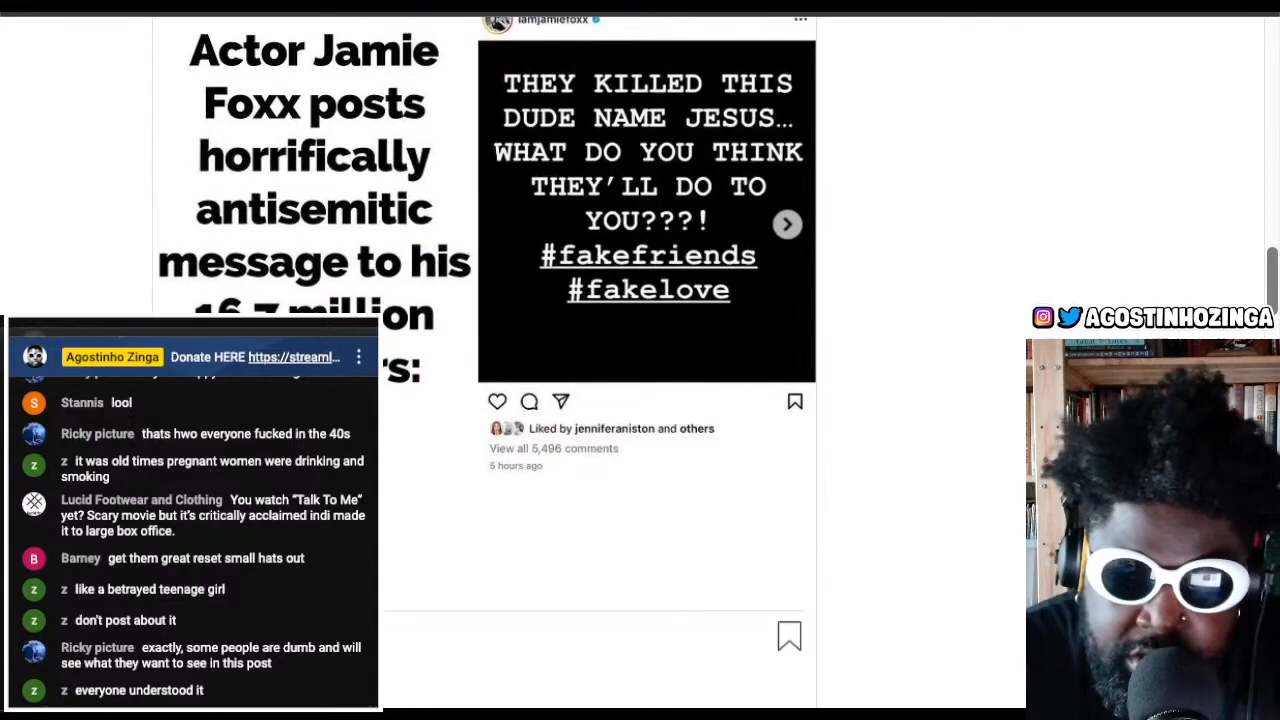 iamjamiefoxx
Actor Jamie
Foxx posts
horrifically
antisemitic
message to his
16.7 million
rs:
THEY KILLED THIS
DUDE NAME JESUS…
WHAT DO YOU THINK
THEY'LL DO TO
YOU???!
#fakefriends
#fakelove
Liked by jenniferaniston and others
View all 5,496 comments
5 hours ago
Agostinho Zinga Donate HERE https://streaml...
Stannis lool
Ricky picture thats hwo everyone fucked in the 40s
z it was old times pregnant women were drinking and
smoking
Lucid Footwear and Clothing You watch “Talk To Me”
yet? Scary movie but it’s critically acclaimed indi made
it to large box office.
Barney get them great reset small hats out
z like a betrayed teenage girl
z don't post about it
Ricky picture exactly, some people are dumb and will
see what they want to see in this post
z everyone understood it
AGOSTINHOZINGA